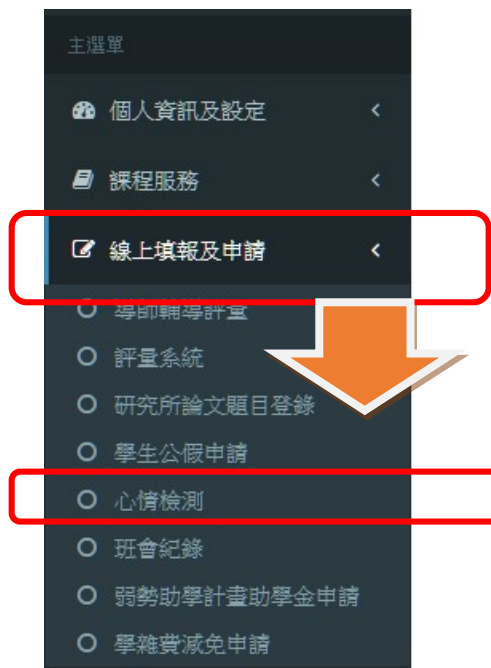 主選單
個人資訊及設定
課程服務
線上填報及申請
導師輔導評量
評量系統
研究所論文題目登錄
學生公假申請
心情檢測
班會紀錄
弱勢助學計畫助學金申請
學雜費減免申請